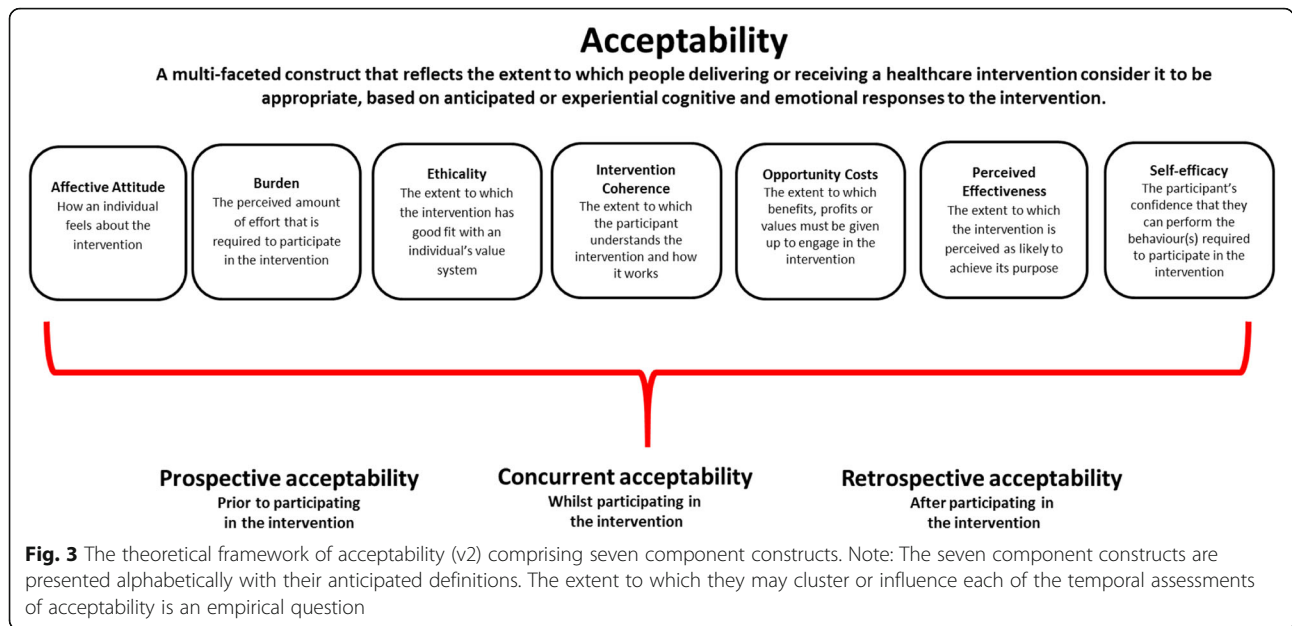 Acceptability
A multi-faceted construct that reflects the extent to which people delivering or receiving a healthcare intervention consider it to be
appropriate, based on anticipated or experiential cognitive and emotional responses to the intervention.
Affective Attitude
How an individual
feels about the
intervention
Burden
The perceived amount
of effort that is
required to participate
in the intervention
Ethicality
The extent to which
the intervention has
good fit with an
individual's value
system
Intervention
Coherence
The extent to which
the participant
understands the
intervention and how
it works
Opportunity Costs
The extent to which
benefits, profits or
values must be given
up to engage in the
intervention
Perceived
Effectiveness
The extent to which
the intervention is
perceived as likely to
achieve its purpose
Self-efficacy
The participant's
confidence that they
can perform the
behaviour(s) required
to participate in the
intervention
Prospective acceptability
Prior to participating
in the intervention
Concurrent acceptability
Whilst participating in
the intervention
Retrospective acceptability
After participating in
the intervention
Fig. 3 The theoretical framework of acceptability (v2) comprising seven component constructs. Note: The seven component constructs are
presented alphabetically with their anticipated definitions. The extent to which they may cluster or influence each of the temporal assessments
of acceptability is an empirical question